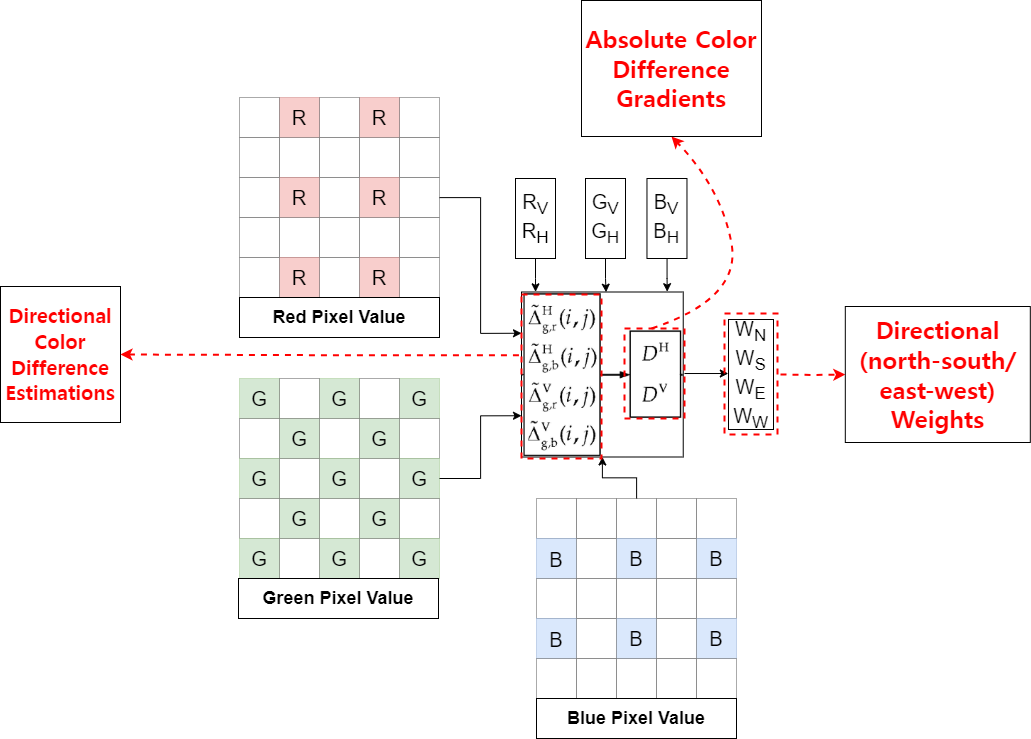 Absolute Color
Difference
Gradients
R R
R R
R R
Red Pixel Value
R_V
R_H
G_V
G_H
B_V
B_H
Directional
Color
Difference
Estimations
Δ̃^H_{g,r}(i, j)
Δ̃^H_{g,b}(i, j)
Δ̃^V_{g,r}(i, j)
Δ̃^V_{g,b}(i, j)
D^H
D^V
W_N
W_S
W_E
W_W
Directional
(north-south/
east-west)
Weights
G G G
G G
G G G
G G
G G G
Green Pixel Value
B B B
B B B
Blue Pixel Value